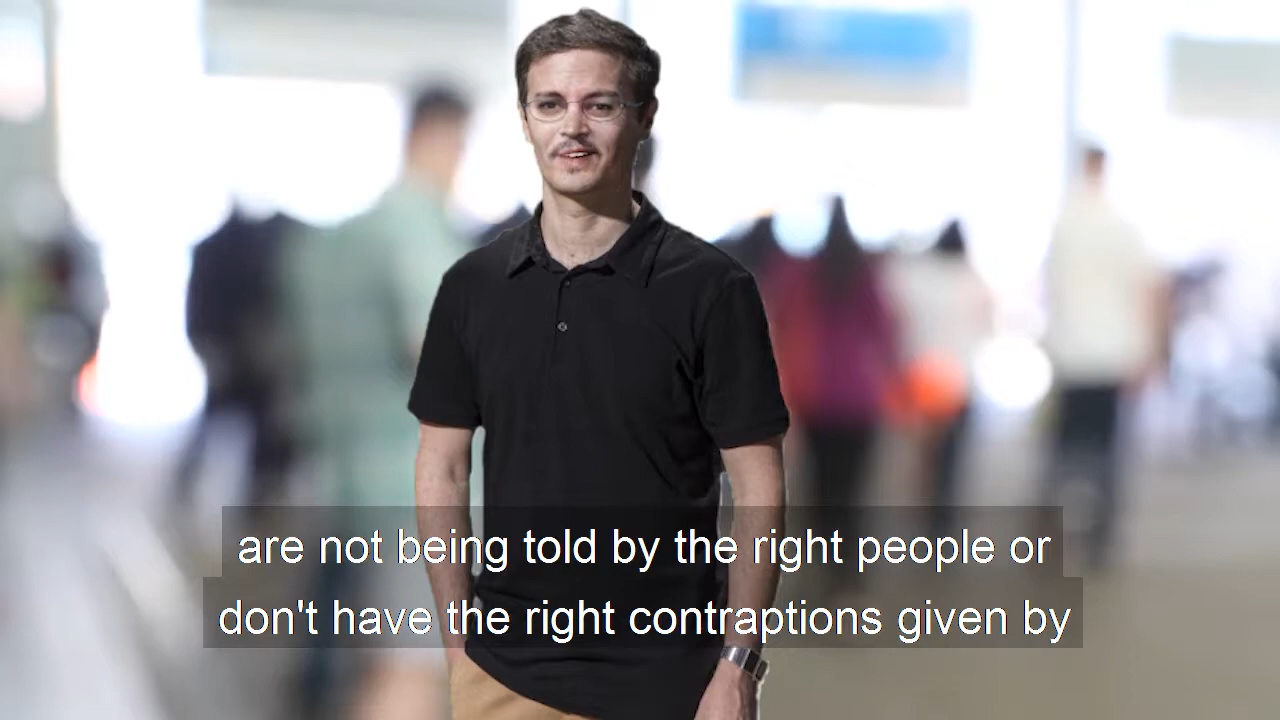 are not being told by the right people or
don't have the right contraptions given by